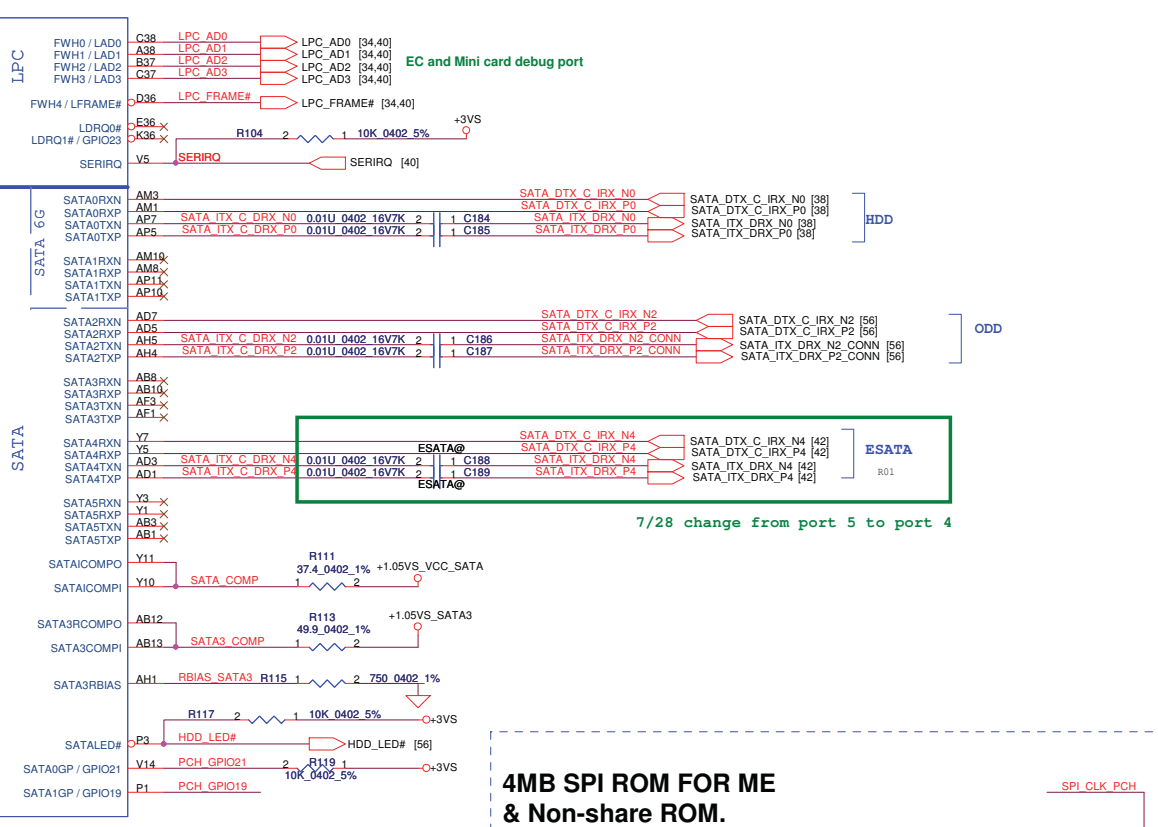 LPC
FWH0 / LAD0 C38 LPC_AD0 LPC_AD0 [34,40]
FWH1 / LAD1 A38 LPC_AD1 LPC_AD1 [34,40]
FWH2 / LAD2 B37 LPC_AD2 LPC_AD2 [34,40]
FWH3 / LAD3 C37 LPC_AD3 LPC_AD3 [34,40]
EC and Mini card debug port
FWH4 / LFRAME# D36 LPC_FRAME# LPC_FRAME# [34,40]
LDRQ0# E36
+3VS
LDRQ1# / GPIO23 K36 R104 2 1 10K_0402_5%
SERIRQ V5 SERIRQ SERIRQ [40]
SATA 6G
SATA0RXN AM3 SATA_DTX_C_IRX_N0 SATA_DTX_C_IRX_N0 [38]
SATA0RXP AM1 SATA_DTX_C_IRX_P0 SATA_DTX_C_IRX_P0 [38]
SATA0TXN AP7 SATA_ITX_C_DRX_N0 0.01U_0402_16V7K 2 1 C184 SATA_ITX_DRX_N0 SATA_ITX_DRX_N0 [38]
SATA0TXP AP5 SATA_ITX_C_DRX_P0 0.01U_0402_16V7K 2 1 C185 SATA_ITX_DRX_P0 SATA_ITX_DRX_P0 [38]
HDD
SATA1RXN AM10
SATA1RXP AM8
SATA1TXN AP11
SATA1TXP AP10
SATA
SATA2RXN AD7 SATA_DTX_C_IRX_N2 SATA_DTX_C_IRX_N2 [56]
SATA2RXP AD5 SATA_DTX_C_IRX_P2 SATA_DTX_C_IRX_P2 [56]
SATA2TXN AH5 SATA_ITX_C_DRX_N2 0.01U_0402_16V7K 2 1 C186 SATA_ITX_DRX_N2_CONN SATA_ITX_DRX_N2_CONN [56]
SATA2TXP AH4 SATA_ITX_C_DRX_P2 0.01U_0402_16V7K 2 1 C187 SATA_ITX_DRX_P2_CONN SATA_ITX_DRX_P2_CONN [56]
ODD
SATA3RXN AB8
SATA3RXP AB10
SATA3TXN AF3
SATA3TXP AF1
SATA4RXN Y7 SATA_DTX_C_IRX_N4 SATA_DTX_C_IRX_N4 [42]
SATA4RXP Y5 ESATA@ SATA_DTX_C_IRX_P4 SATA_DTX_C_IRX_P4 [42]
SATA4TXN AD3 SATA_ITX_C_DRX_N4 0.01U_0402_16V7K 2 1 C188 SATA_ITX_DRX_N4 SATA_ITX_DRX_N4 [42]
SATA4TXP AD1 SATA_ITX_C_DRX_P4 0.01U_0402_16V7K 2 1 C189 SATA_ITX_DRX_P4 SATA_ITX_DRX_P4 [42]
ESATA@
ESATA
R01
SATA5RXN Y3
SATA5RXP Y1
SATA5TXN AB3
SATA5TXP AB1
7/28 change from port 5 to port 4
SATAICOMPO Y11
R111
37.4_0402_1% +1.05VS_VCC_SATA
SATAICOMPI Y10 SATA_COMP 1 2
SATA3RCOMPO AB12
R113 +1.05VS_SATA3
49.9_0402_1%
SATA3COMPI AB13 SATA3_COMP 1 2
SATA3RBIAS AH1 RBIAS_SATA3 R115 1 2 750_0402_1%
R117 2 1 10K_0402_5% +3VS
SATALED# P3 HDD_LED# HDD_LED# [56]
SATA0GP / GPIO21 V14 PCH_GPIO21 2 R119 1 +3VS
10K_0402_5%
SATA1GP / GPIO19 P1 PCH_GPIO19
4MB SPI ROM FOR ME
& Non-share ROM.
SPI_CLK_PCH